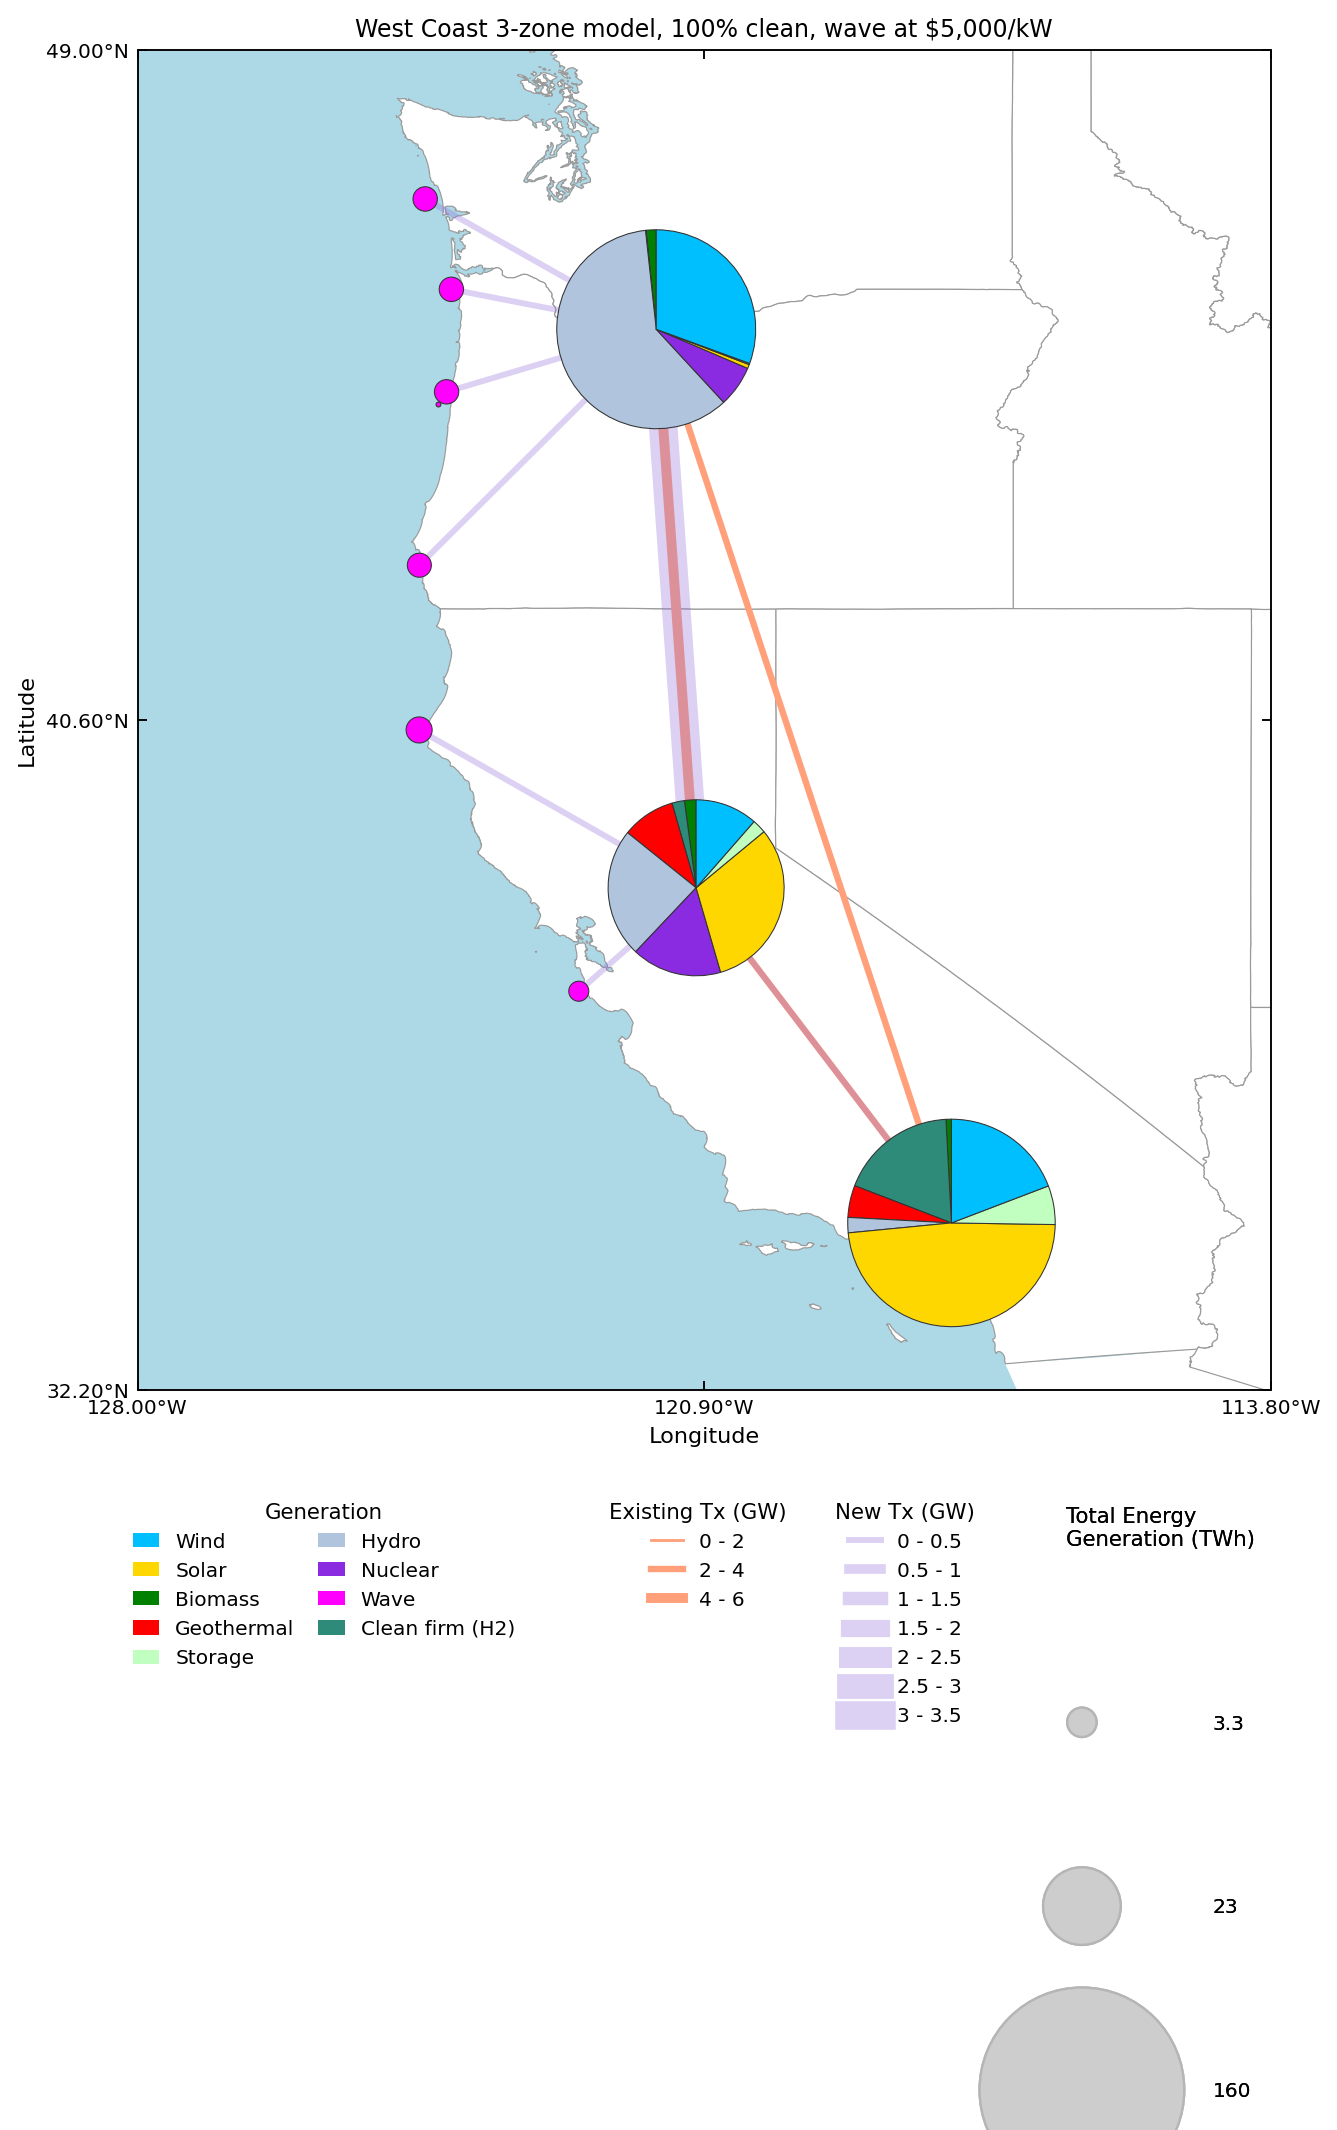 West Coast 3-zone model, 100% clean, wave at $5,000/kW
49.00°N
40.60°N
32.20°N
Latitude
128.00°W
120.90°W
113.80°W
Longitude
Generation
Wind
Solar
Biomass
Geothermal
Storage
Hydro
Nuclear
Wave
Clean firm (H2)
Existing Tx (GW)
0 - 2
2 - 4
4 - 6
New Tx (GW)
0 - 0.5
0.5 - 1
1 - 1.5
1.5 - 2
2 - 2.5
2.5 - 3
3 - 3.5
Total Energy
Generation (TWh)
3.3
23
160